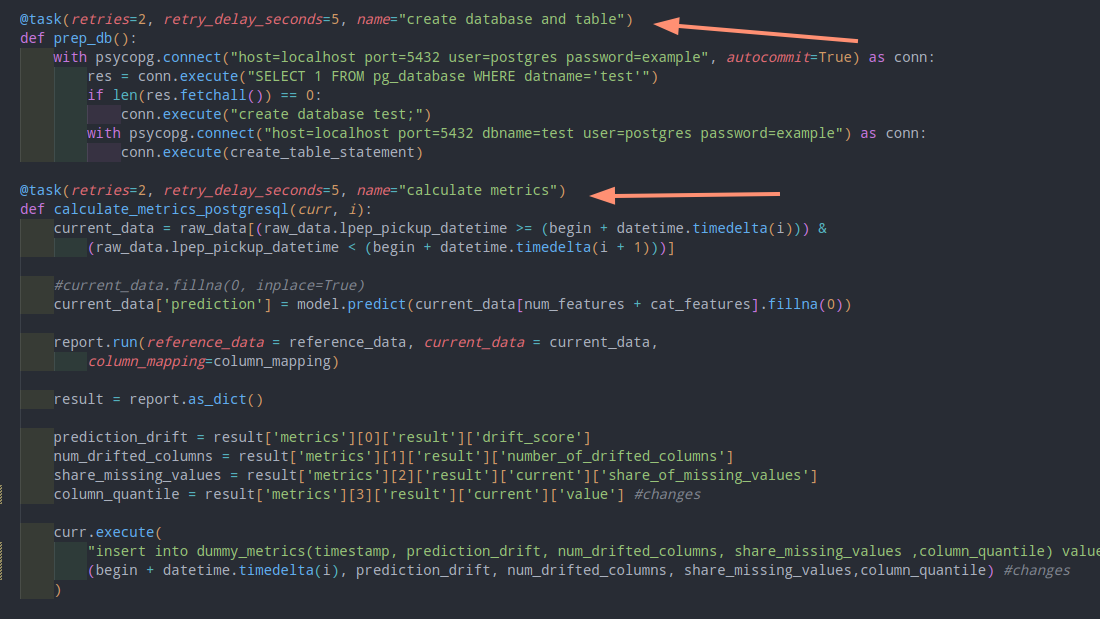 @task(retries=2, retry_delay_seconds=5, name="create database and table")
def prep_db():
    with psycopg.connect("host=localhost port=5432 user=postgres password=example", autocommit=True) as conn:
        res = conn.execute("SELECT 1 FROM pg_database WHERE datname='test'")
        if len(res.fetchall()) == 0:
            conn.execute("create database test;")
        with psycopg.connect("host=localhost port=5432 dbname=test user=postgres password=example") as conn:
            conn.execute(create_table_statement)
@task(retries=2, retry_delay_seconds=5, name="calculate metrics")
def calculate_metrics_postgresql(curr, i):
    current_data = raw_data[(raw_data.lpep_pickup_datetime >= (begin + datetime.timedelta(i))) &
        (raw_data.lpep_pickup_datetime < (begin + datetime.timedelta(i + 1)))]
    #current_data.fillna(0, inplace=True)
    current_data['prediction'] = model.predict(current_data[num_features + cat_features].fillna(0))
    report.run(reference_data = reference_data, current_data = current_data,
        column_mapping=column_mapping)
    result = report.as_dict()
    prediction_drift = result['metrics'][0]['result']['drift_score']
    num_drifted_columns = result['metrics'][1]['result']['number_of_drifted_columns']
    share_missing_values = result['metrics'][2]['result']['current']['share_of_missing_values']
    column_quantile = result['metrics'][3]['result']['current']['value'] #changes
    curr.execute(
        "insert into dummy_metrics(timestamp, prediction_drift, num_drifted_columns, share_missing_values ,column_quantile) value
        (begin + datetime.timedelta(i), prediction_drift, num_drifted_columns, share_missing_values,column_quantile) #changes
    )